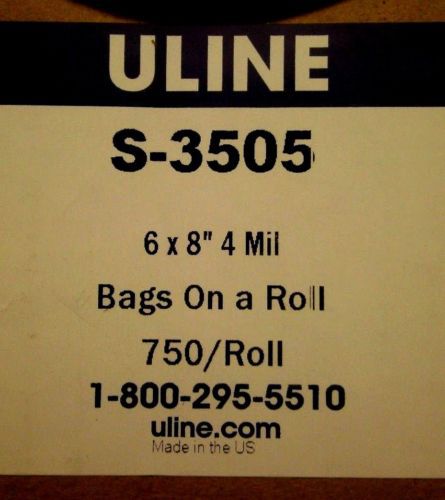 ULINE
S-3505
6 x 8" 4 Mil
Bags On a Roll
750/Roll
1-800-295-5510
uline.com
Made in the US